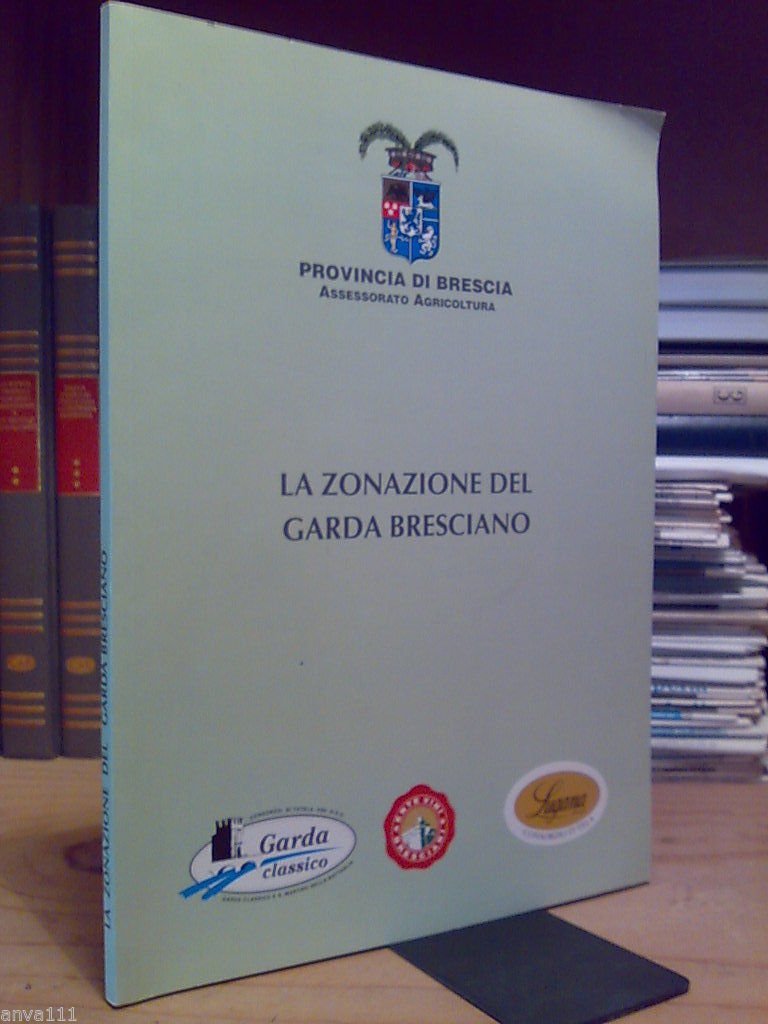 PROVINCIA DI BRESCIA
ASSESSORATO AGRICOLTURA
LA ZONAZIONE DEL
GARDA BRESCIANO
LA ZONAZIONE DEL GARDA BRESCIANO
Garda
classico
Lugana
anva111